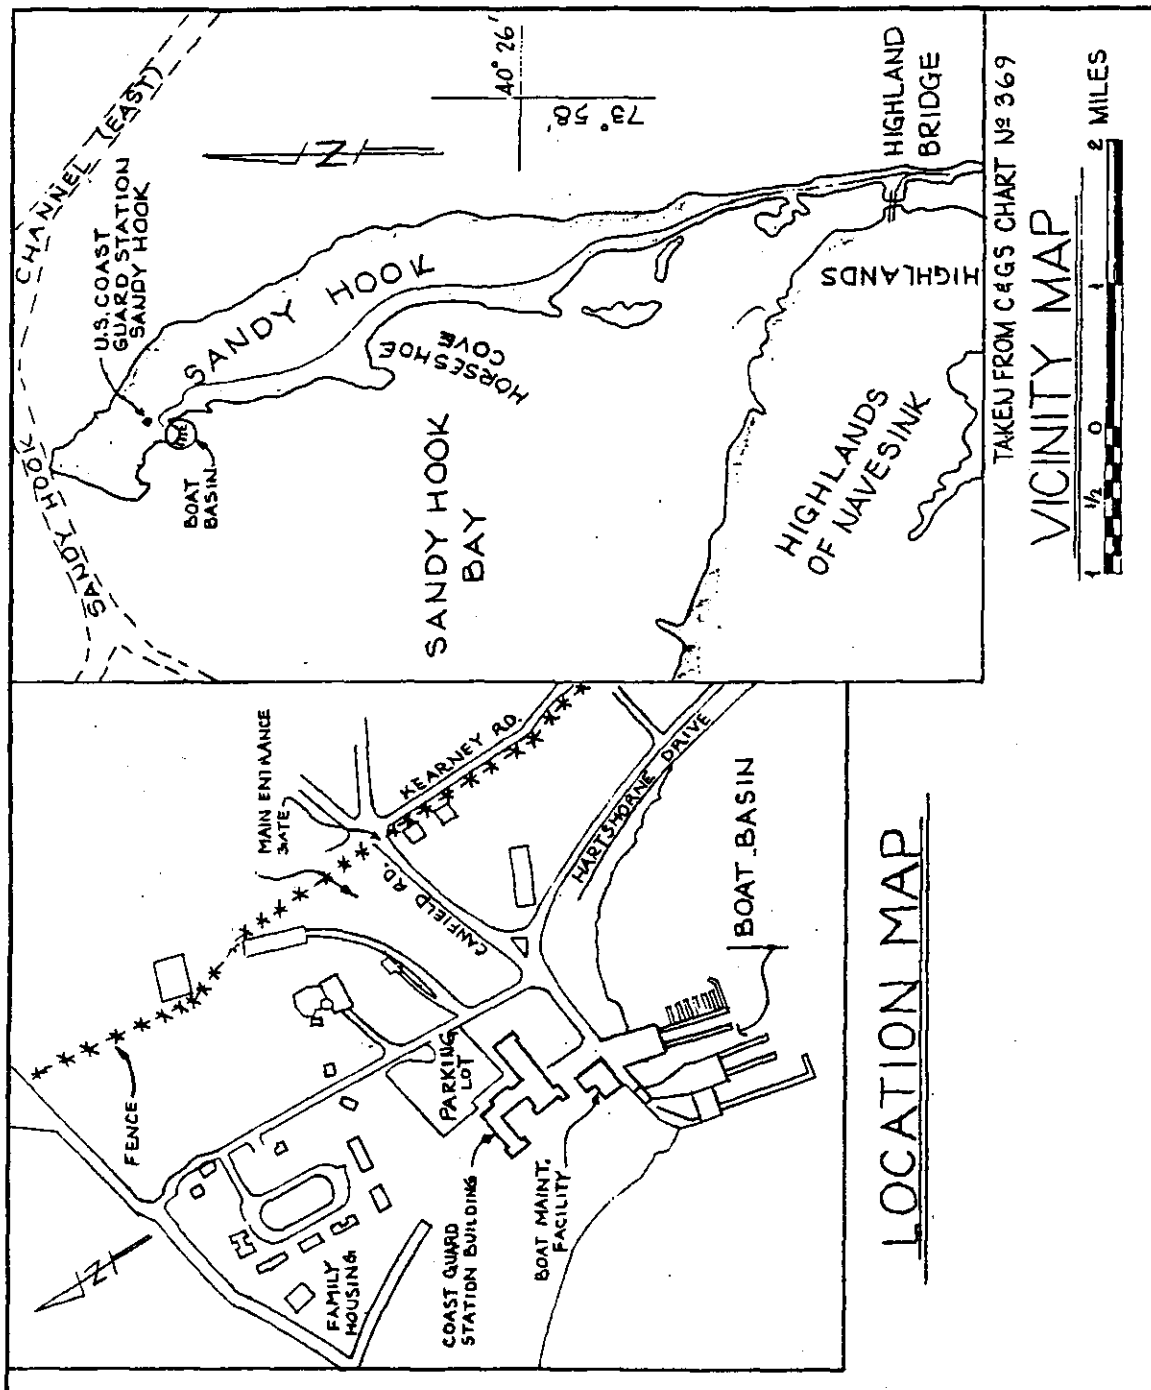 SANDY HOOK
CHANNEL (EAST)
U.S. COAST
GUARD STATION
SANDY HOOK
BOAT
BASIN
SANDY HOOK
HORSESHOE
COVE
SANDY HOOK
BAY
N
40° 26'
73° 58'
HIGHLAND
BRIDGE
HIGHLANDS
HIGHLANDS
OF NAVESINK
TAKEN FROM C&GS CHART № 369
VICINITY MAP
1 1/2 0 1 2 MILES
N
FENCE
MAIN ENTRANCE
GATE
KEARNEY RD.
CANFIELD RD.
HARTSHORNE DRIVE
PARKING
LOT
FAMILY
HOUSING
COAST GUARD
STATION BUILDING
BOAT MAINT.
FACILITY
BOAT BASIN
LOCATION MAP